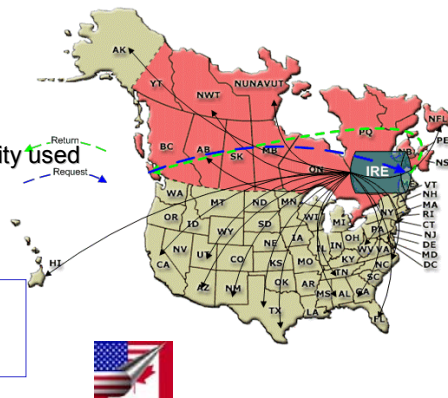 AK
YT
NWT
NUNAVUT
BC
AB
SK
MB
ON
PQ
NFL
PE
NB
NS
ity used
Return
Request
IRE
WA
MT
ND
MN
ME
VT
NH
MA
RI
CT
NJ
DE
MD
DC
OR
ID
WY
SD
WI
MI
NY
PA
NV
UT
CO
NE
IA
IL
IN
OH
WV
VA
CA
KS
MO
KY
NC
TN
SC
AZ
NM
OK
AR
MS
AL
GA
TX
LA
FL
HI